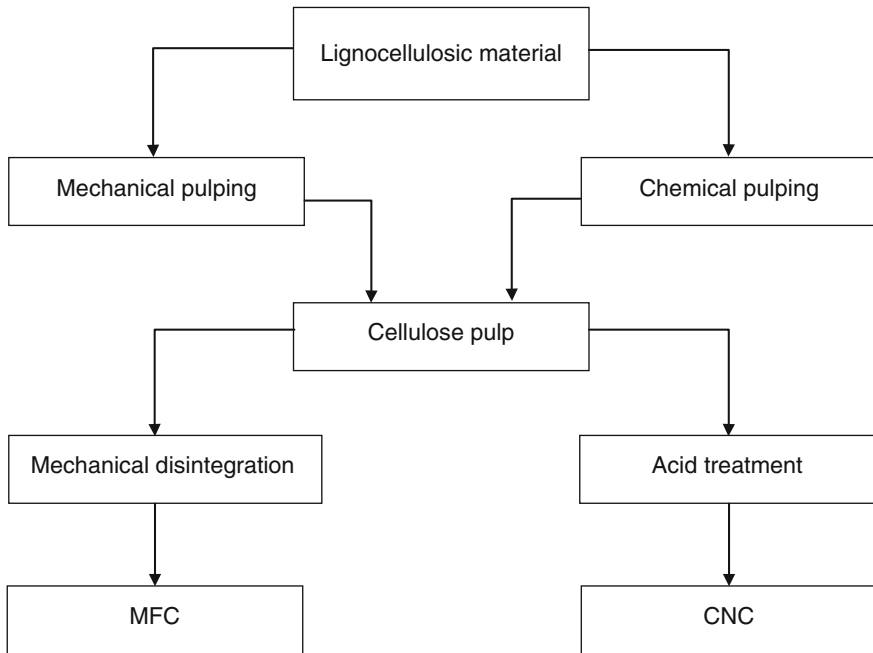 Lignocellulosic material
Mechanical pulping
Chemical pulping
Cellulose pulp
Mechanical disintegration
Acid treatment
MFC
CNC